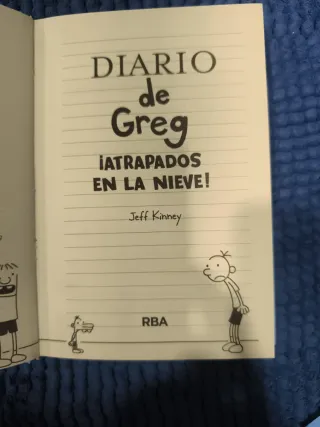 DIARIO
de
Greg
¡ATRAPADOS
EN LA NIEVE!
Jeff Kinney
RBA